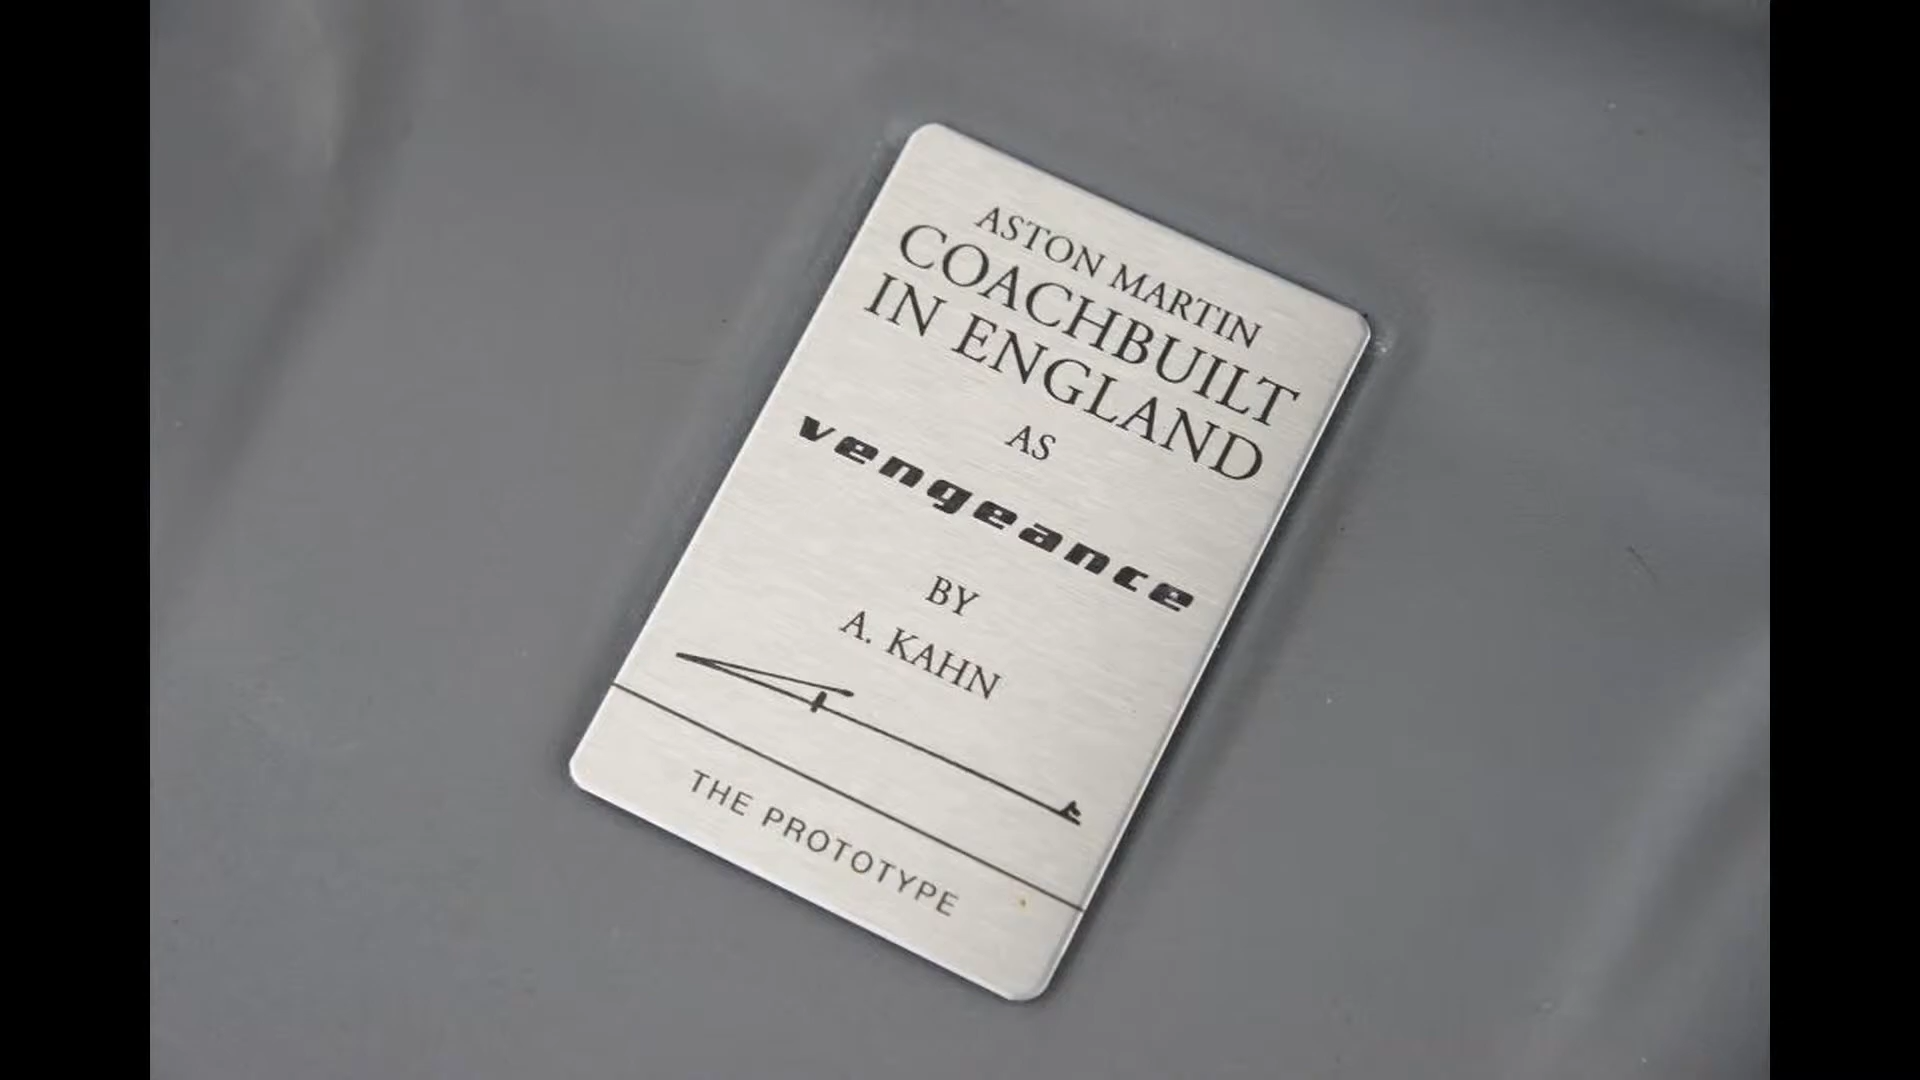 ASTON MARTIN
COACHBUILT
IN ENGLAND
AS
vengeance
BY
A. KAHN
THE PROTOTYPE